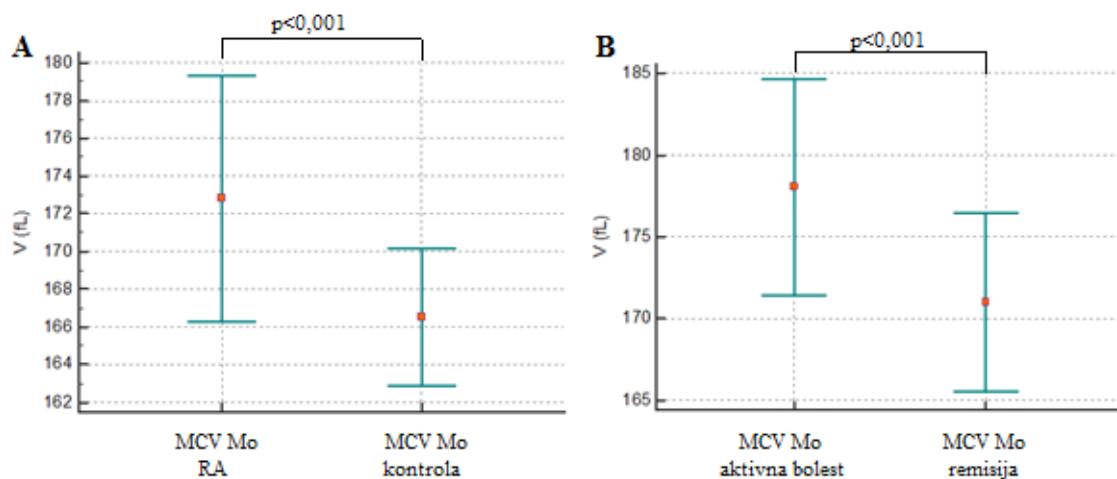 A
p<0,001
180
178
176
174
172
170
168
166
164
162
V (fL)
MCV Mo
RA
MCV Mo
kontrola
B
p<0,001
185
180
175
170
165
V (fL)
MCV Mo
aktivna bolest
MCV Mo
remisija